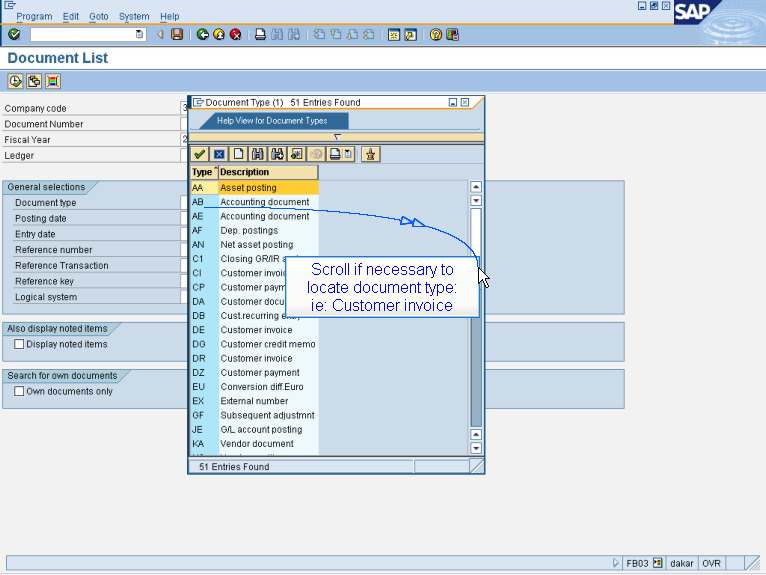 Program Edit Goto System Help
SAP
Document List
Company code 3
Document Number
Fiscal Year 2
Ledger
General selections
Document type
Posting date
Entry date
Reference number
Reference Transaction
Reference key
Logical system
Also display noted items
Display noted items
Search for own documents
Own documents only
Document Type (1) 51 Entries Found
Help View for Document Types
Type Description
AA Asset posting
AB Accounting document
AE Accounting document
AF Dep. postings
AN Net asset posting
C1 Closing GR/IR
CI Customer invoic
CP Customer paym
DA Customer docu
DB Cust.recurring
DE Customer invoice
DG Customer credit memo
DR Customer invoice
DZ Customer payment
EU Conversion diff.Euro
EX External number
GF Subsequent adjustmnt
JE G/L account posting
KA Vendor document
51 Entries Found
Scroll if necessary to
locate document type:
ie: Customer invoice
FB03 dakar OVR